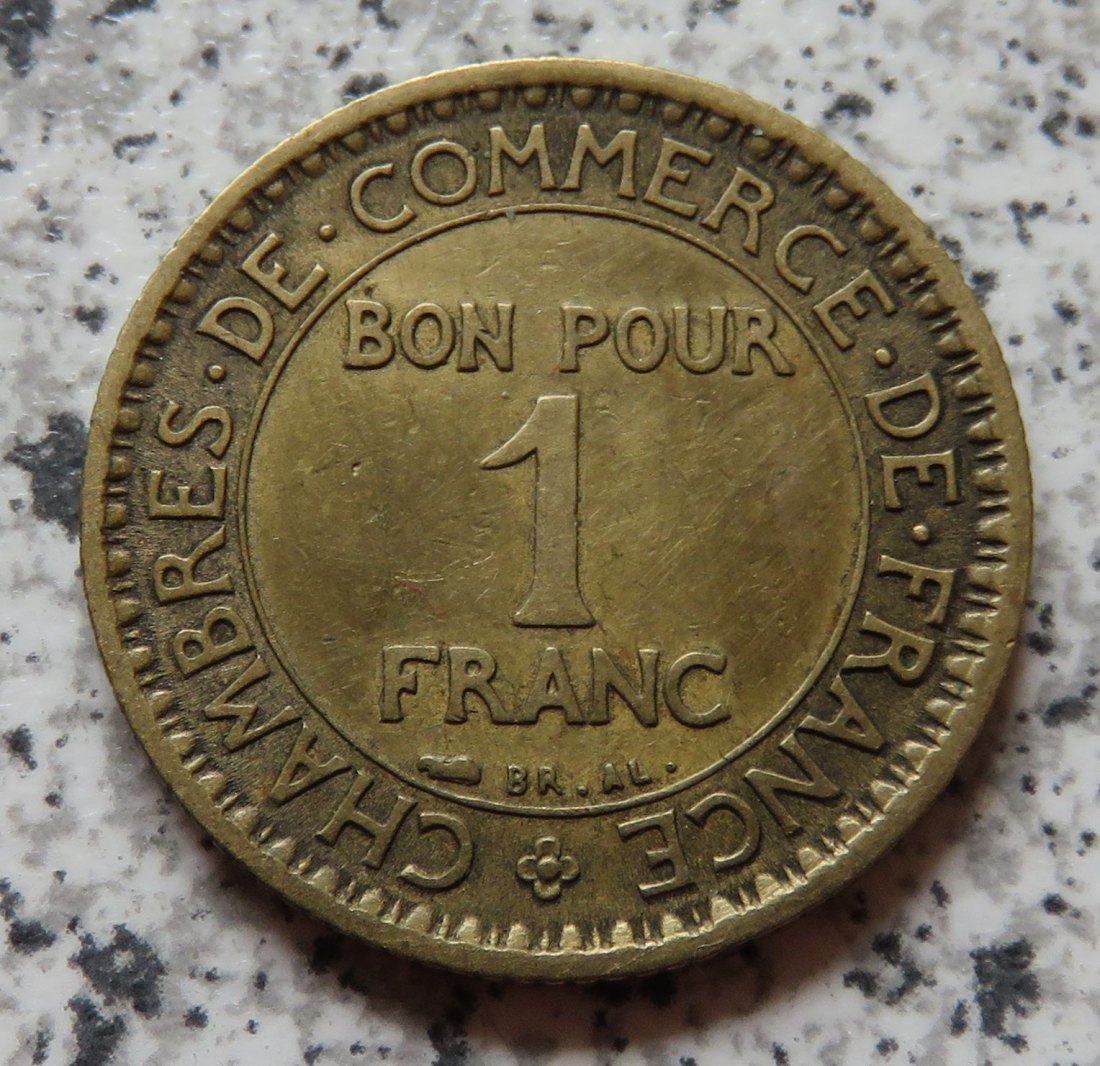 CHAMBRES · DE · COMMERCE · DE · FRANCE
BON POUR
1
FRANC
BR . AL .